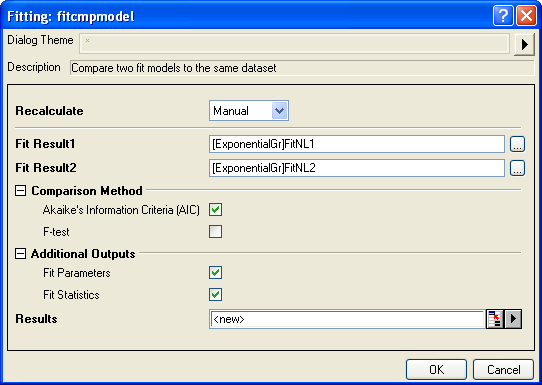 Fitting: fitcmpmodel
Dialog Theme *
Description Compare two fit models to the same dataset
Recalculate Manual
Fit Result1 [ExponentialGr]FitNL1 ...
Fit Result2 [ExponentialGr]FitNL2 ...
Comparison Method
Akaike's Information Criteria (AIC)
F-test
Additional Outputs
Fit Parameters
Fit Statistics
Results <new>
OK Cancel